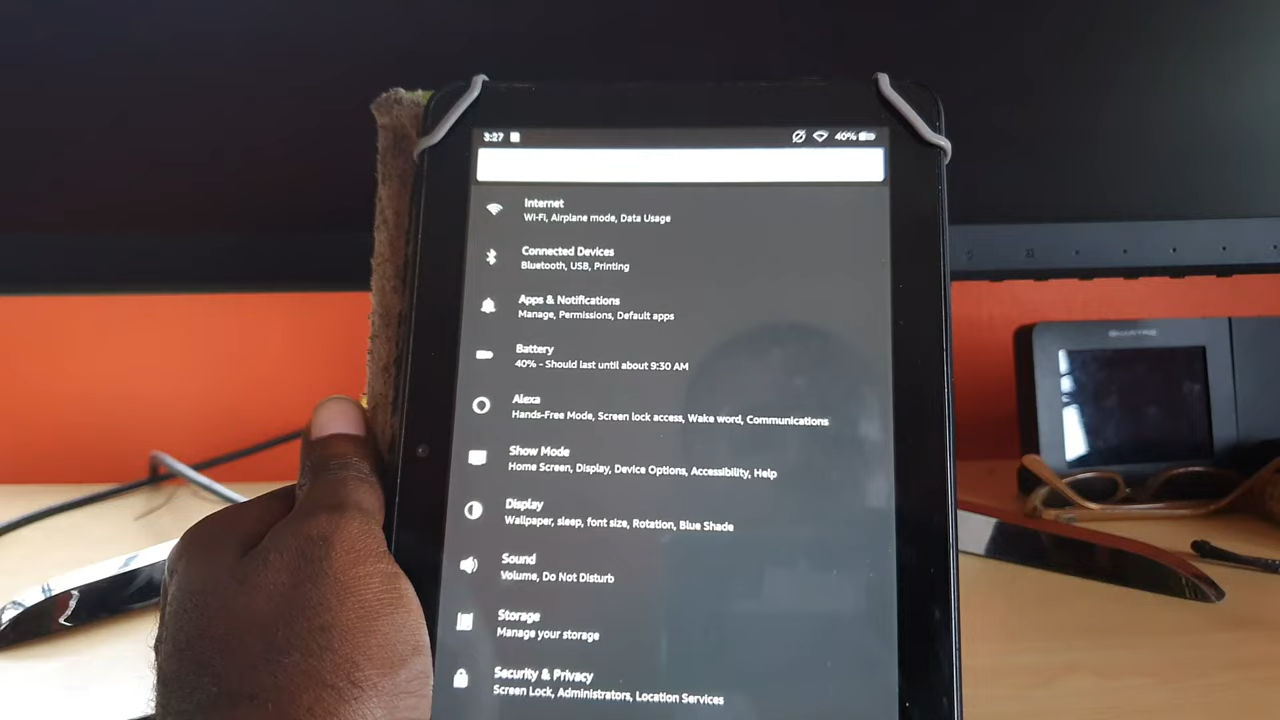 3:27
40%
Internet
Wi-Fi, Airplane mode, Data Usage
Connected Devices
Bluetooth, USB, Printing
Apps & Notifications
Manage, Permissions, Default apps
Battery
40% - Should last until about 9:30 AM
Alexa
Hands-Free Mode, Screen lock access, Wake word, Communications
Show Mode
Home Screen, Display, Device Options, Accessibility, Help
Display
Wallpaper, sleep, font size, Rotation, Blue Shade
Sound
Volume, Do Not Disturb
Storage
Manage your storage
Security & Privacy
Screen Lock, Administrators, Location Services